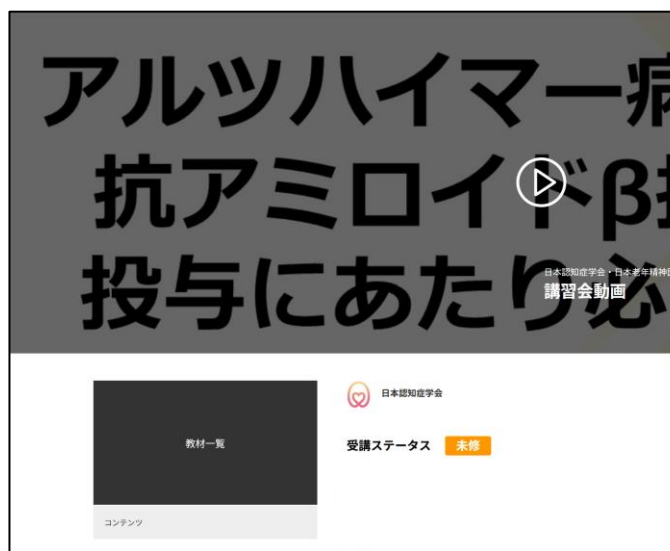 アルツハイマー病
抗アミロイドβ抗
投与にあたり必
日本認知症学会・日本老年精神医
講習会動画
日本認知症学会
教材一覧
受講ステータス 未修
コンテンツ